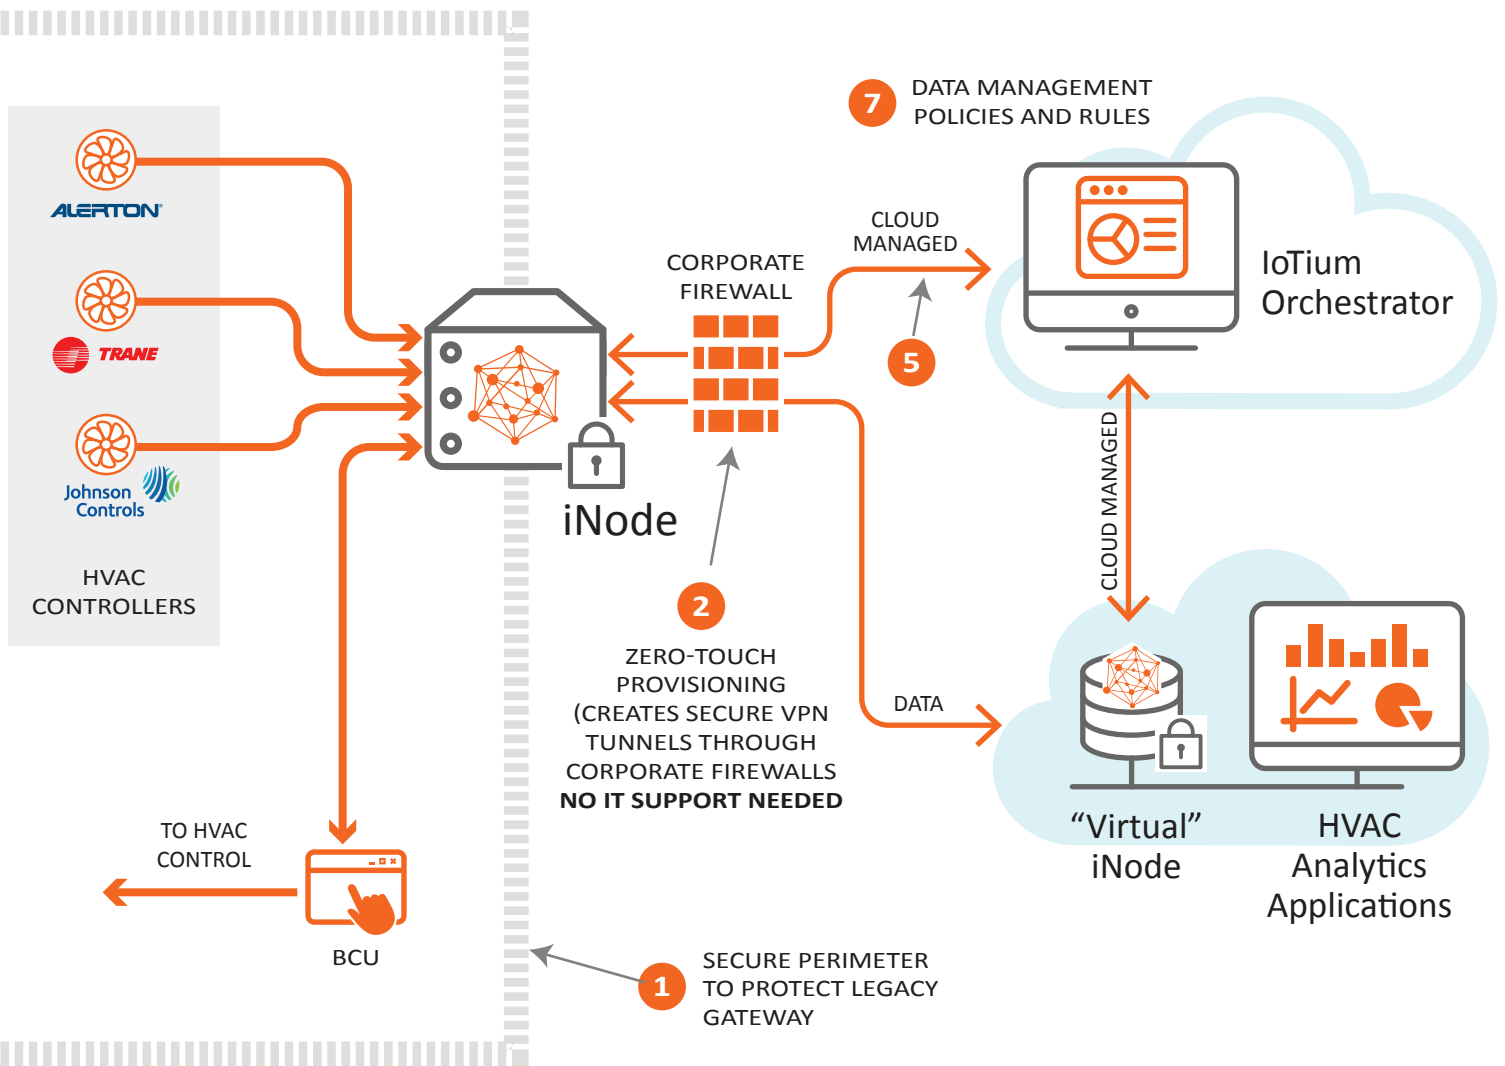 7
DATA MANAGEMENT
POLICIES AND RULES
ALERTON®
TRANE
Johnson
Controls
HVAC
CONTROLLERS
iNode
CORPORATE
FIREWALL
CLOUD
MANAGED
5
IoTium
Orchestrator
CLOUD MANAGED
2
ZERO-TOUCH
PROVISIONING
(CREATES SECURE VPN
TUNNELS THROUGH
CORPORATE FIREWALLS
NO IT SUPPORT NEEDED
DATA
“Virtual”
iNode
HVAC
Analytics
Applications
TO HVAC
CONTROL
BCU
1
SECURE PERIMETER
TO PROTECT LEGACY
GATEWAY